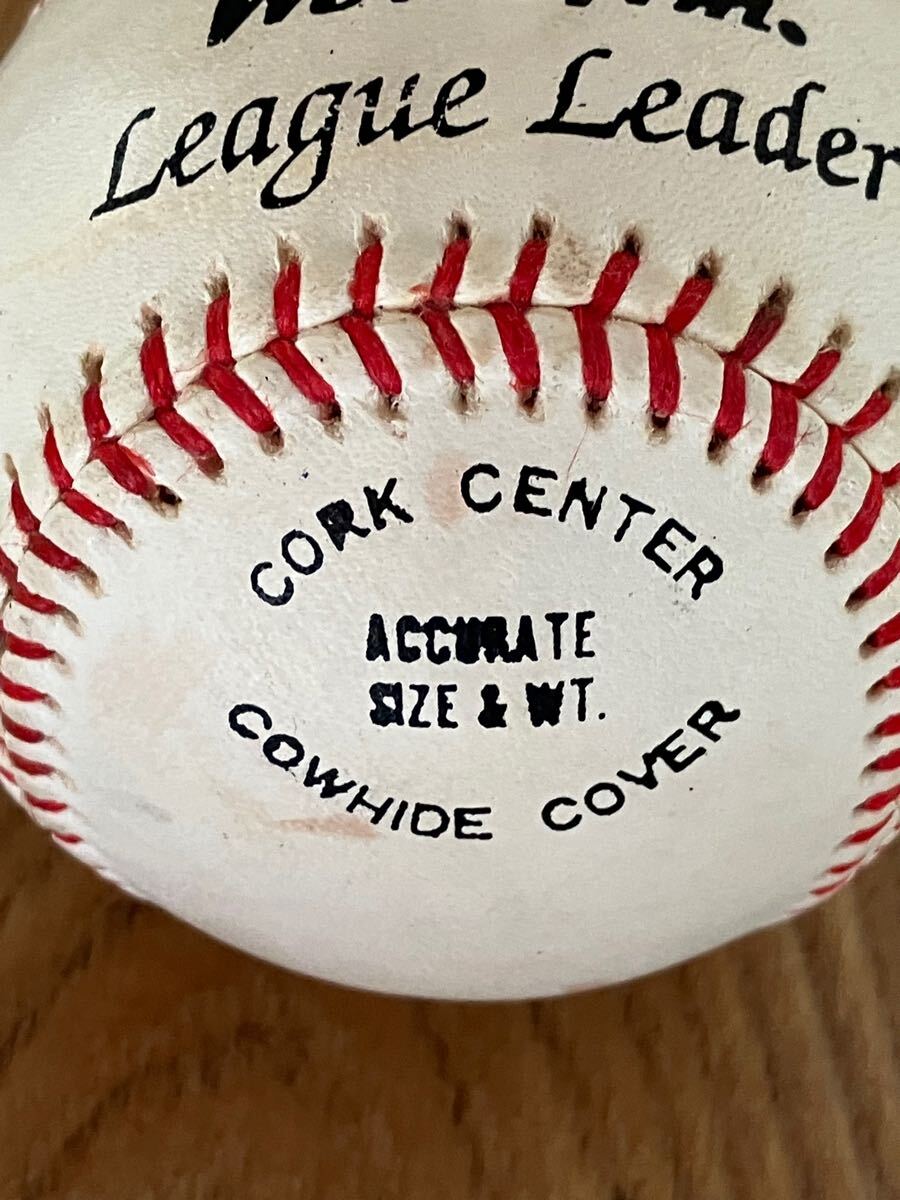 League Leader
CORK CENTER
ACCURATE
SIZE & WT.
COWHIDE COVER